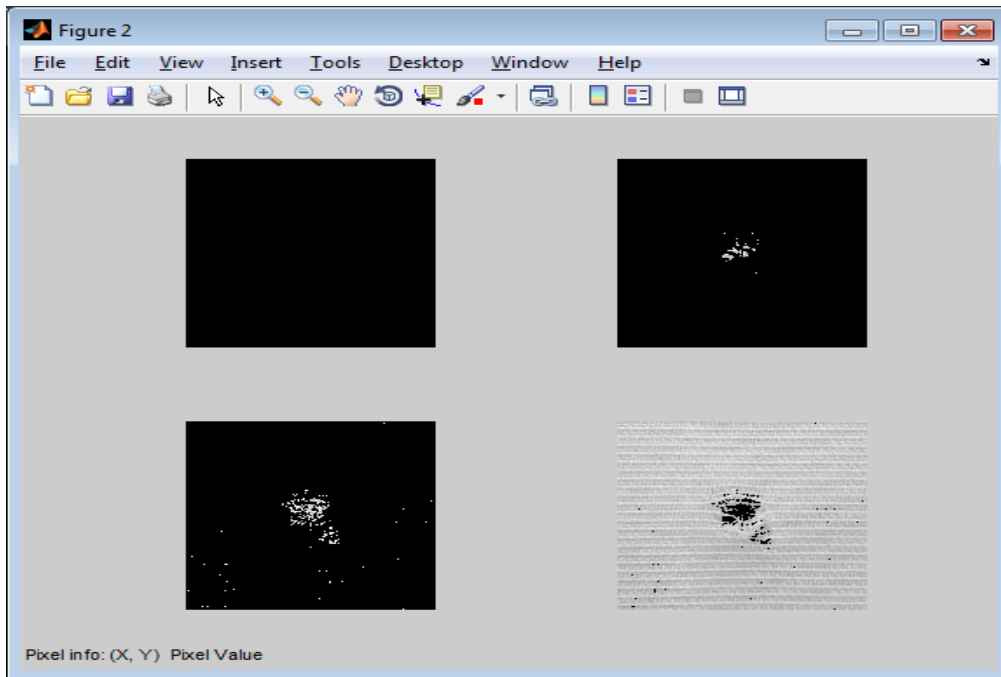 Figure 2
File Edit View Insert Tools Desktop Window Help
Pixel info: (X, Y) Pixel Value